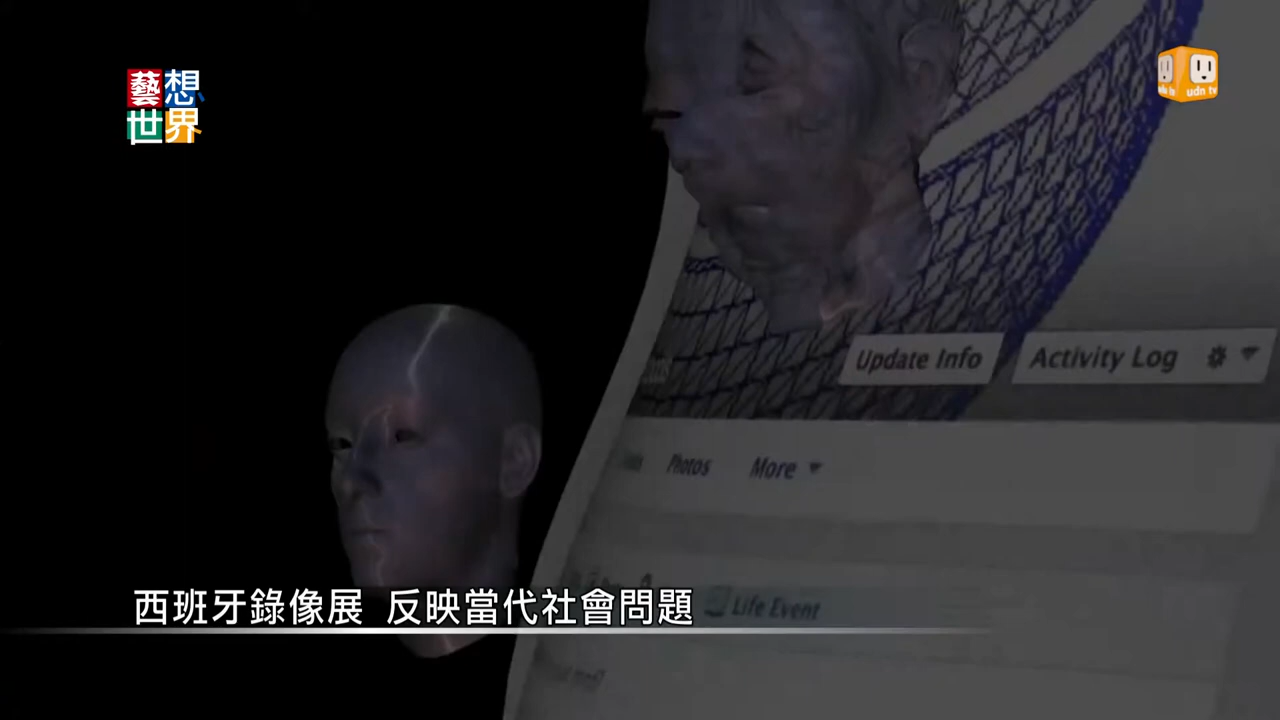 藝想
世界
udn tv
Update Info
Activity Log
Photos
More
Life Event
西班牙錄像展 反映當代社會問題